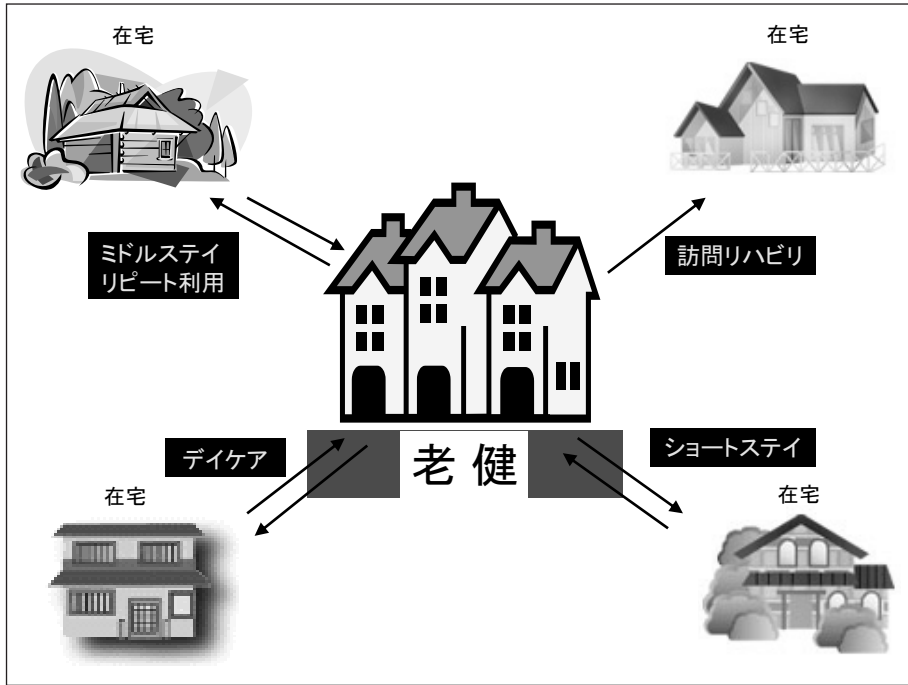 在宅
在宅
ミドルステイ
リピート利用
訪問リハビリ
デイケア
老健
ショートステイ
在宅
在宅